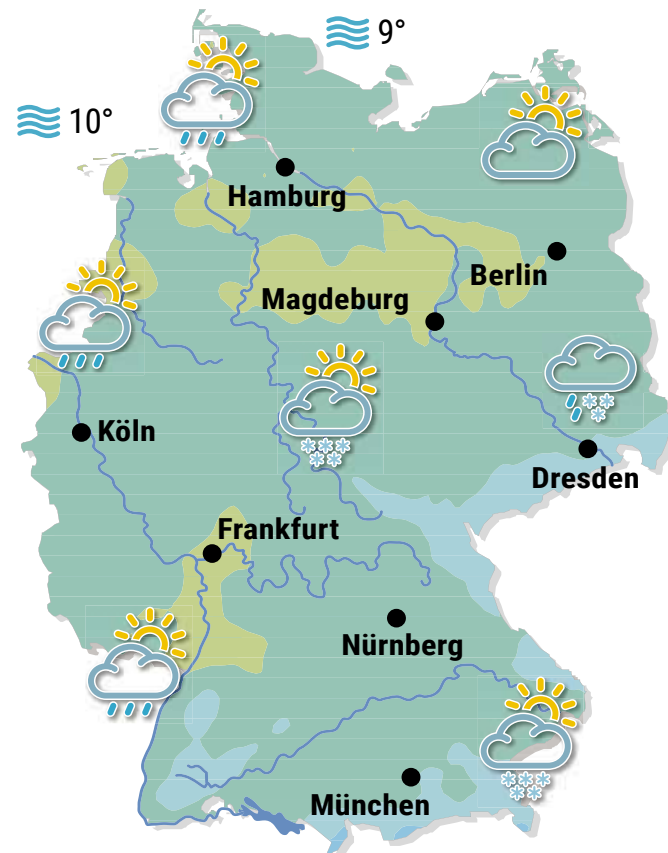 9°
10°
Hamburg
Berlin
Magdeburg
Köln
Dresden
Frankfurt
Nürnberg
München